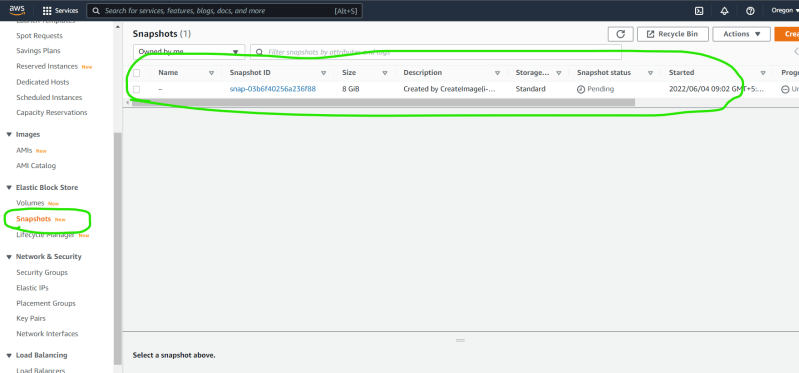 aws
Services
Search for services, features, blogs, docs, and more
[Alt+S]
Oregon
Launch Templates
Spot Requests
Savings Plans
Reserved Instances New
Dedicated Hosts
Scheduled Instances
Capacity Reservations
Images
AMIs New
AMI Catalog
Elastic Block Store
Volumes New
Snapshots New
Lifecycle Manager New
Network & Security
Security Groups
Elastic IPs
Placement Groups
Key Pairs
Network Interfaces
Load Balancing
Load Balancers
Snapshots (1)
Recycle Bin
Actions
Crea
Owned by me
Filter snapshots by attributes and tags
Name Snapshot ID Size Description Storage... Snapshot status Started Progr
– snap-03b6f40256a236f88 8 GiB Created by CreateImage(i-... Standard Pending 2022/06/04 09:02 GMT+5:... Un
Select a snapshot above.